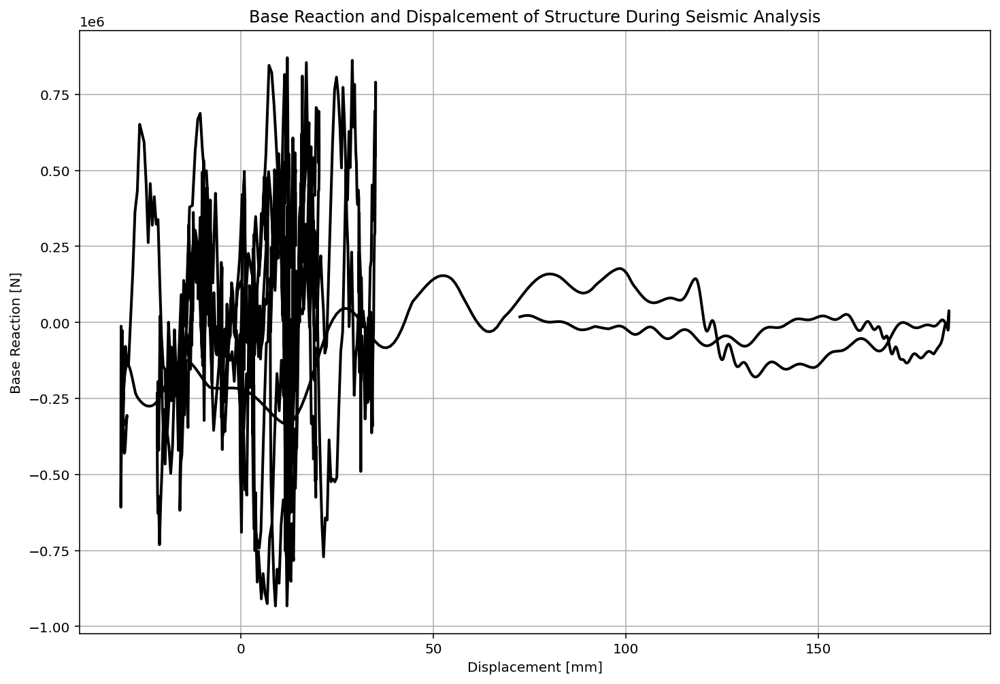 Base Reaction and Dispalcement of Structure During Seismic Analysis
1e6
0.75
0.50
0.25
0.00
−0.25
−0.50
−0.75
−1.00
Base Reaction [N]
0 50 100 150
Displacement [mm]